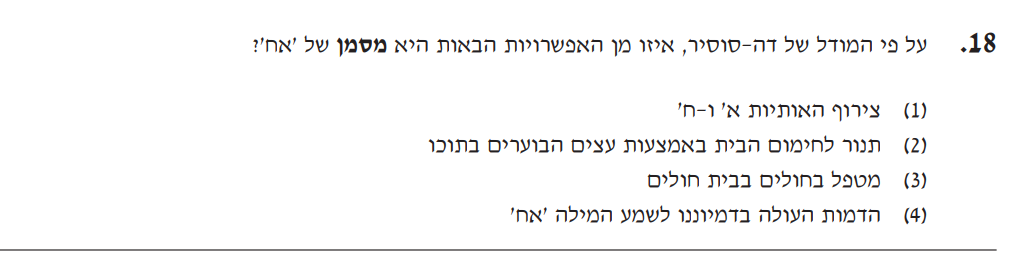 18. על פי המודל של דה-סוסיר, איזו מן האפשרויות הבאות היא מסמן של 'אח'?
(1) צירוף האותיות א' ו-ח'
(2) תנור לחימום הבית באמצעות עצים הבוערים בתוכו
(3) מטפל בחולים בבית חולים
(4) הדמות העולה בדמיוננו לשמע המילה 'אח'